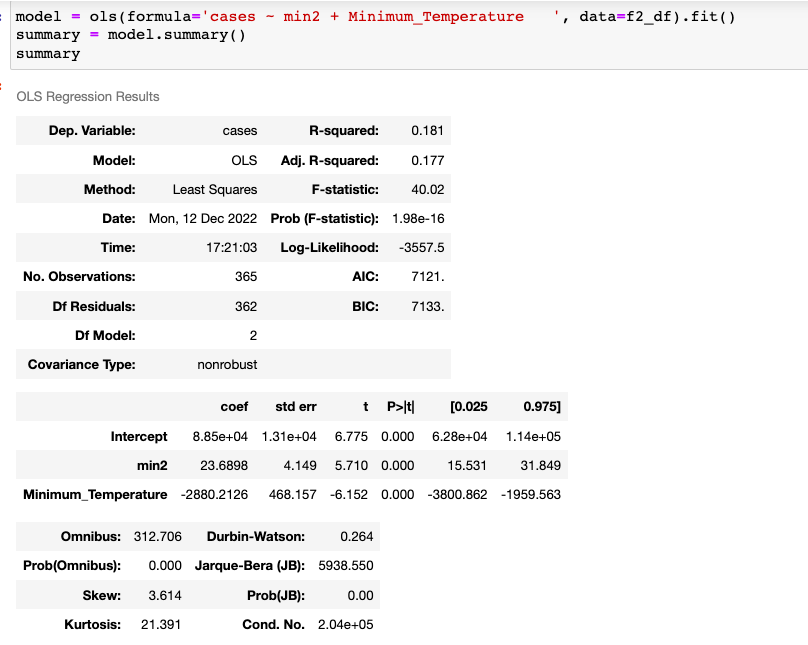 model = ols(formula='cases ~ min2 + Minimum_Temperature   ', data=f2_df).fit()
summary = model.summary()
summary
OLS Regression Results
Dep. Variable: cases R-squared: 0.181
Model: OLS Adj. R-squared: 0.177
Method: Least Squares F-statistic: 40.02
Date: Mon, 12 Dec 2022 Prob (F-statistic): 1.98e-16
Time: 17:21:03 Log-Likelihood: -3557.5
No. Observations: 365 AIC: 7121.
Df Residuals: 362 BIC: 7133.
Df Model: 2
Covariance Type: nonrobust
coef std err t P>|t| [0.025 0.975]
Intercept 8.85e+04 1.31e+04 6.775 0.000 6.28e+04 1.14e+05
min2 23.6898 4.149 5.710 0.000 15.531 31.849
Minimum_Temperature -2880.2126 468.157 -6.152 0.000 -3800.862 -1959.563
Omnibus: 312.706 Durbin-Watson: 0.264
Prob(Omnibus): 0.000 Jarque-Bera (JB): 5938.550
Skew: 3.614 Prob(JB): 0.00
Kurtosis: 21.391 Cond. No. 2.04e+05